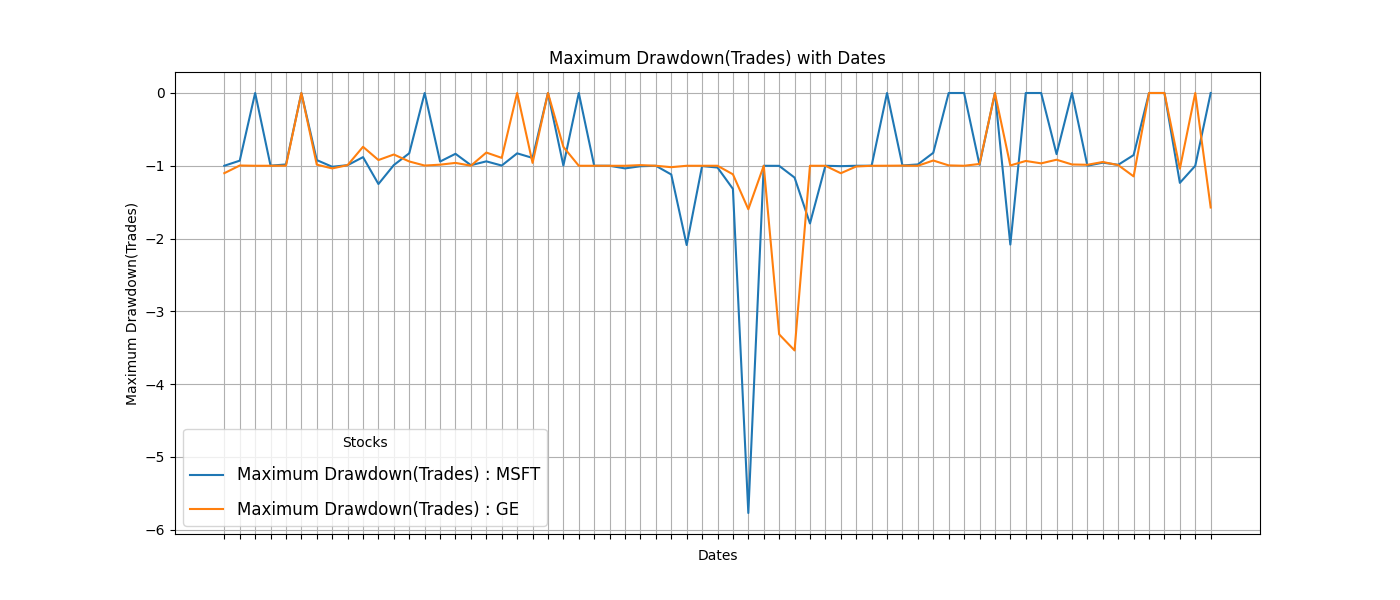 Maximum Drawdown(Trades) with Dates
Maximum Drawdown(Trades)
0
−1
−2
−3
−4
−5
−6
Stocks
Maximum Drawdown(Trades) : MSFT
Maximum Drawdown(Trades) : GE
Dates